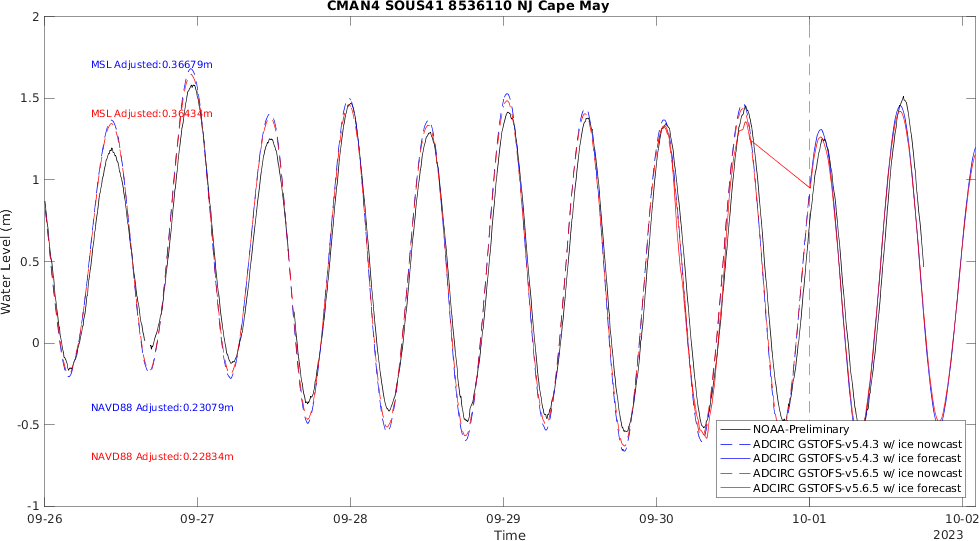 CMAN4 SOUS41 8536110 NJ Cape May
2
1.5
1
0.5
0
-0.5
-1
Water Level (m)
MSL Adjusted:0.36679m
MSL Adjusted:0.36434m
NAVD88 Adjusted:0.23079m
NAVD88 Adjusted:0.22834m
NOAA-Preliminary
ADCIRC GSTOFS-v5.4.3 w/ ice nowcast
ADCIRC GSTOFS-v5.4.3 w/ ice forecast
ADCIRC GSTOFS-v5.6.5 w/ ice nowcast
ADCIRC GSTOFS-v5.6.5 w/ ice forecast
09-26 09-27 09-28 09-29 09-30 10-01 10-02
Time
2023